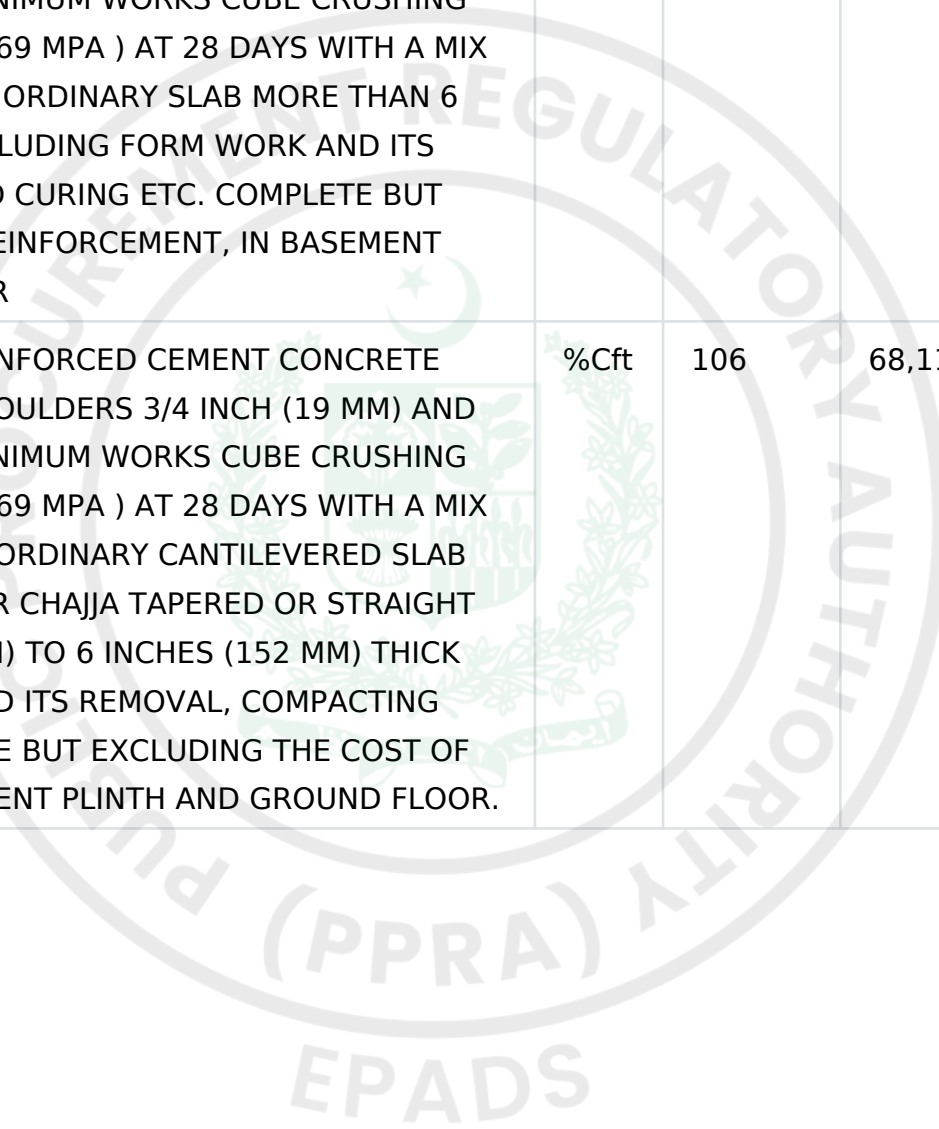 NIMUM WORKS CUBE CRUSHING
69 MPA ) AT 28 DAYS WITH A MIX
ORDINARY SLAB MORE THAN 6
LUDING FORM WORK AND ITS
D CURING ETC. COMPLETE BUT
EINFORCEMENT, IN BASEMENT
R
NFORCED CEMENT CONCRETE %Cft 106 68,11
OULDERS 3/4 INCH (19 MM) AND
NIMUM WORKS CUBE CRUSHING
69 MPA ) AT 28 DAYS WITH A MIX
ORDINARY CANTILEVERED SLAB
R CHAJJA TAPERED OR STRAIGHT
) TO 6 INCHES (152 MM) THICK
D ITS REMOVAL, COMPACTING
E BUT EXCLUDING THE COST OF
ENT PLINTH AND GROUND FLOOR.
PUBLIC PROCUREMENT REGULATORY AUTHORITY
(PPRA)
EPADS